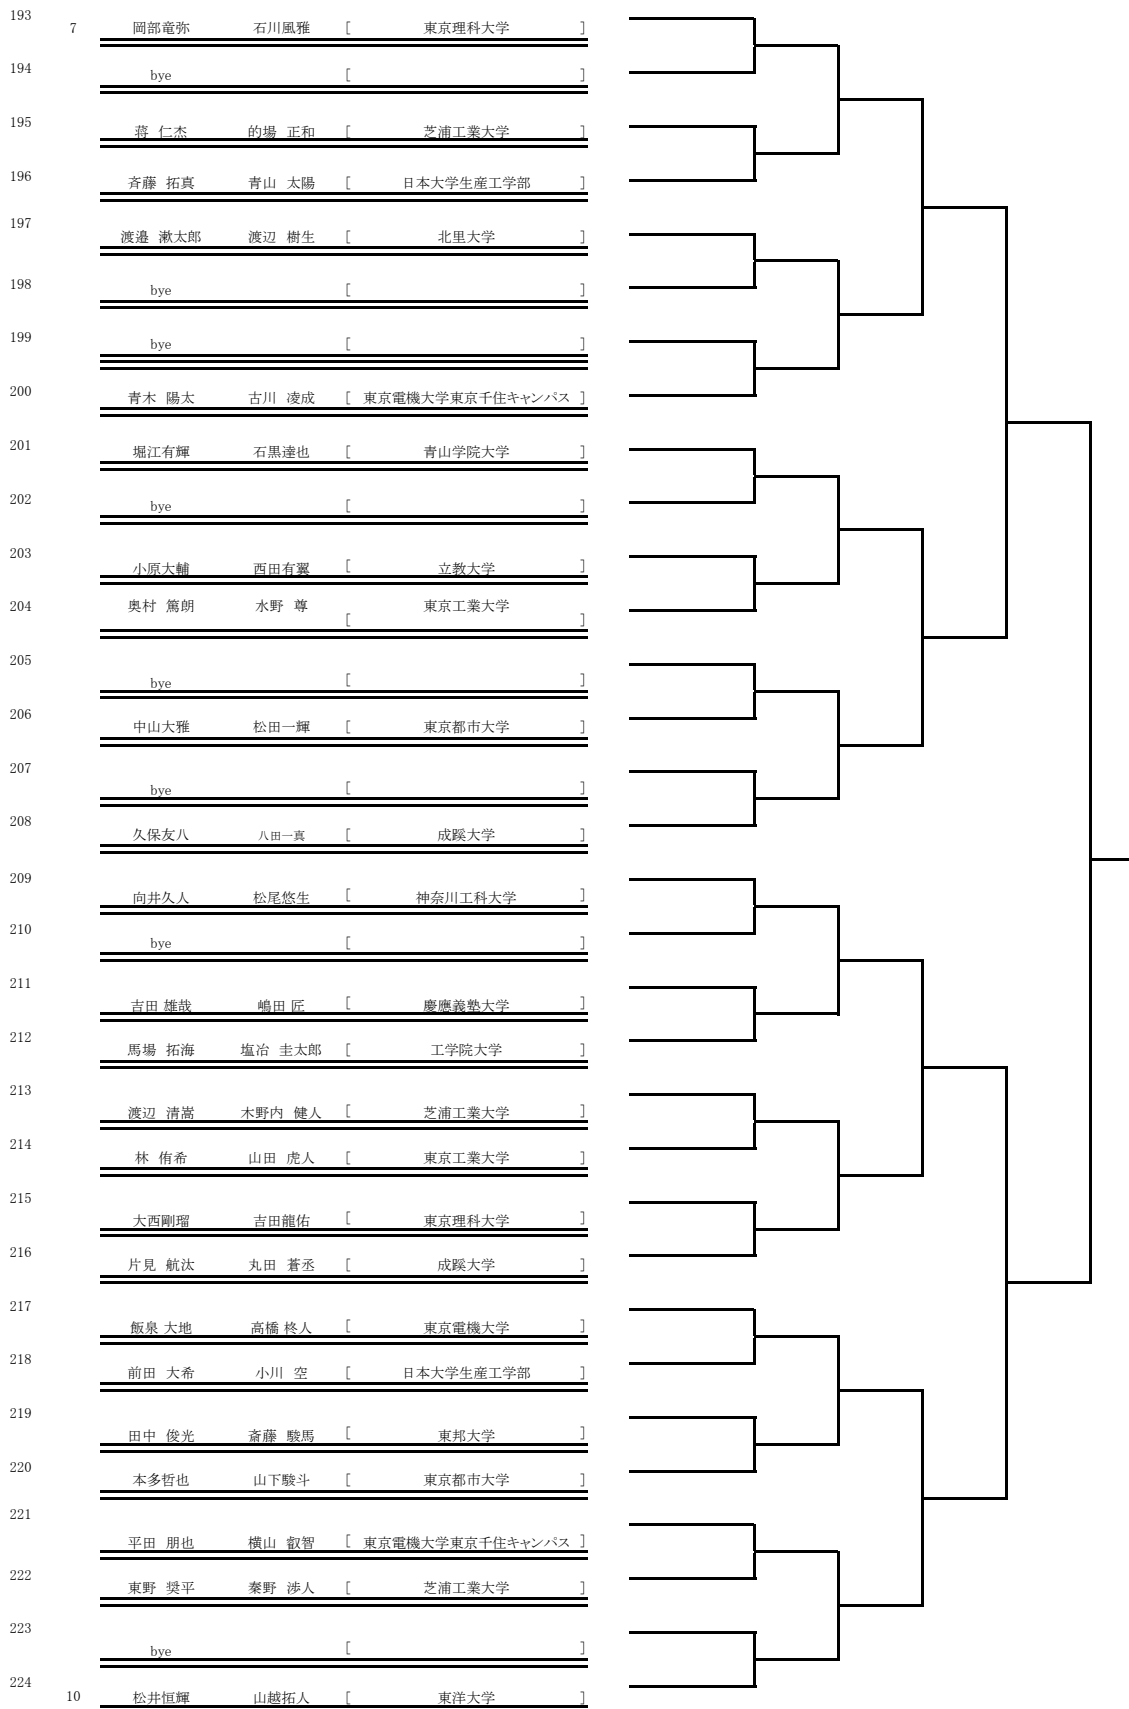 193 7 岡部竜弥 石川風雅 [ 東京理科大学 ]
194 bye [ ]
195 蒋 仁杰 的場 正和 [ 芝浦工業大学 ]
196 斉藤 拓真 青山 太陽 [ 日本大学生産工学部 ]
197 渡邉 漱太郎 渡辺 樹生 [ 北里大学 ]
198 bye [ ]
199 bye [ ]
200 青木 陽太 古川 凌成 [ 東京電機大学東京千住キャンパス ]
201 堀江有輝 石黒達也 [ 青山学院大学 ]
202 bye [ ]
203 小原大輔 西田有翼 [ 立教大学 ]
204 奥村 篤朗 水野 尊 [ 東京工業大学 ]
205 bye [ ]
206 中山大雅 松田一輝 [ 東京都市大学 ]
207 bye [ ]
208 久保友八 八田一真 [ 成蹊大学 ]
209 向井久人 松尾悠生 [ 神奈川工科大学 ]
210 bye [ ]
211 吉田 雄哉 嶋田 匠 [ 慶應義塾大学 ]
212 馬場 拓海 塩冶 圭太郎 [ 工学院大学 ]
213 渡辺 清嵩 木野内 健人 [ 芝浦工業大学 ]
214 林 侑希 山田 虎人 [ 東京工業大学 ]
215 大西剛瑠 吉田龍佑 [ 東京理科大学 ]
216 片見 航汰 丸田 蒼丞 [ 成蹊大学 ]
217 飯泉 大地 高橋 柊人 [ 東京電機大学 ]
218 前田 大希 小川 空 [ 日本大学生産工学部 ]
219 田中 俊光 斎藤 駿馬 [ 東邦大学 ]
220 本多哲也 山下駿斗 [ 東京都市大学 ]
221 平田 朋也 横山 叡智 [ 東京電機大学東京千住キャンパス ]
222 東野 奨平 秦野 渉人 [ 芝浦工業大学 ]
223 bye [ ]
224 10 松井恒輝 山越拓人 [ 東洋大学 ]